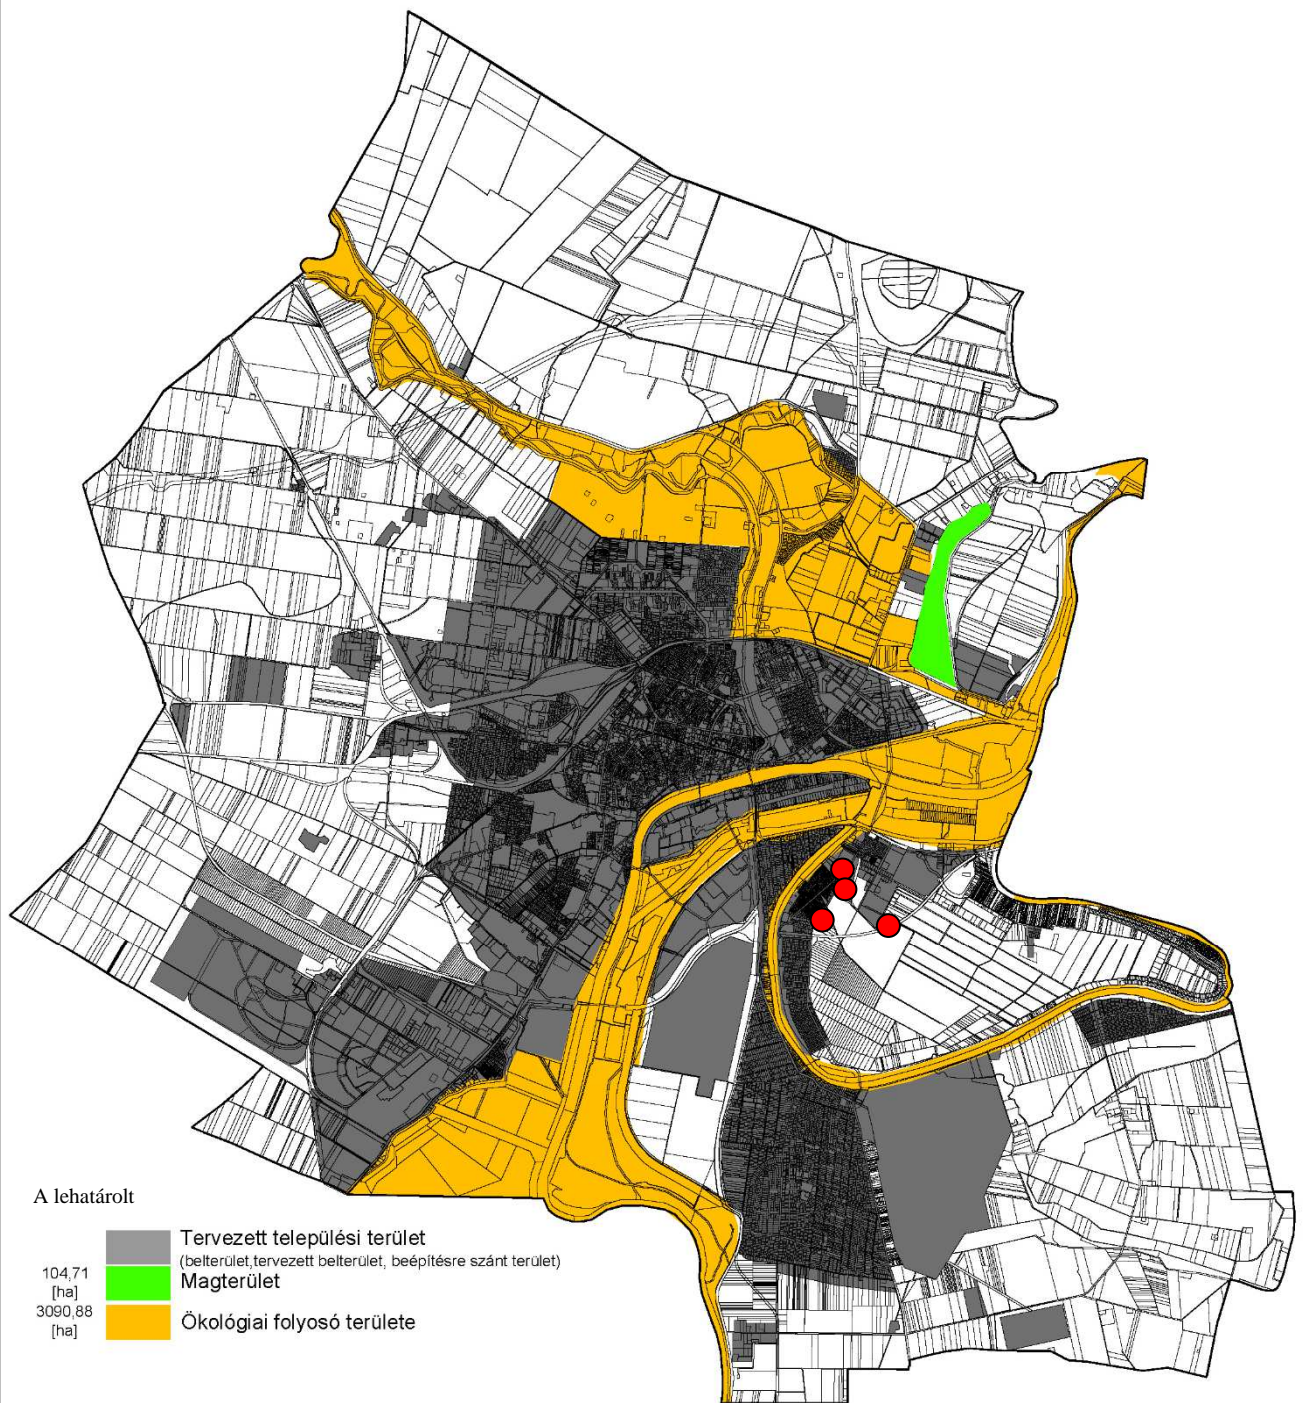 A lehatárolt
Tervezett települési terület
(belterület,tervezett belterület, beépítésre szánt terület)
104,71
[ha]
Magterület
3090,88
[ha]
Ökológiai folyosó területe